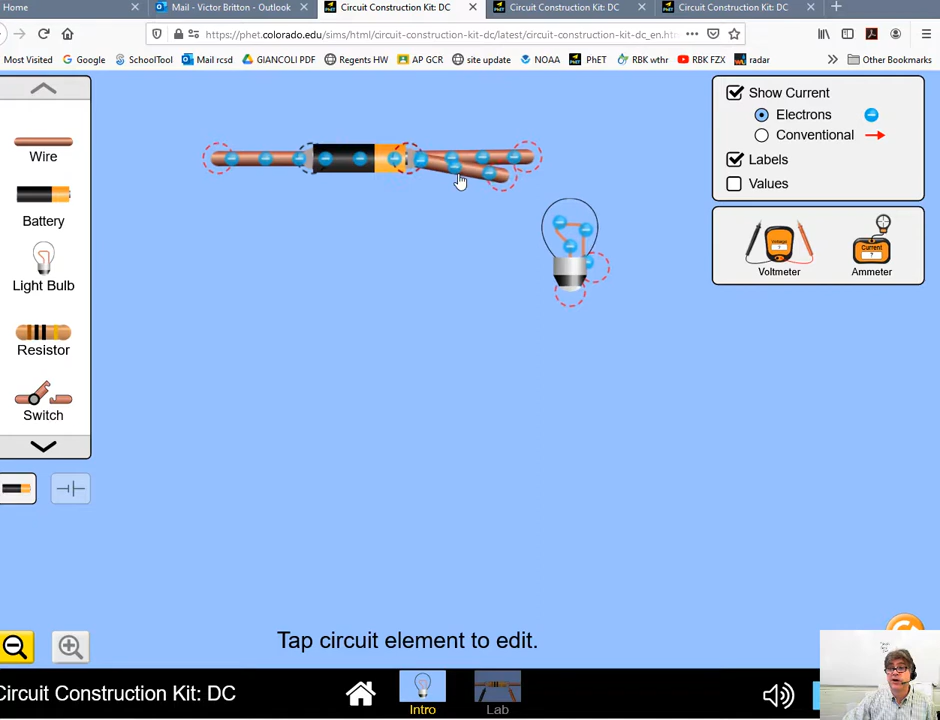 Home
Mail - Victor Britton - Outlook
Circuit Construction Kit: DC
Circuit Construction Kit: DC
Circuit Construction Kit: DC
https://phet.colorado.edu/sims/html/circuit-construction-kit-dc/latest/circuit-construction-kit-dc_en.htm
Most Visited
Google
SchoolTool
Mail rcsd
GIANCOLI PDF
Regents HW
AP GCR
site update
NOAA
PhET
RBK wthr
RBK FZX
radar
Other Bookmarks
Wire
Battery
Light Bulb
Resistor
Switch
Show Current
Electrons
Conventional
Labels
Values
Voltmeter
Ammeter
Tap circuit element to edit.
Circuit Construction Kit: DC
Intro
Lab